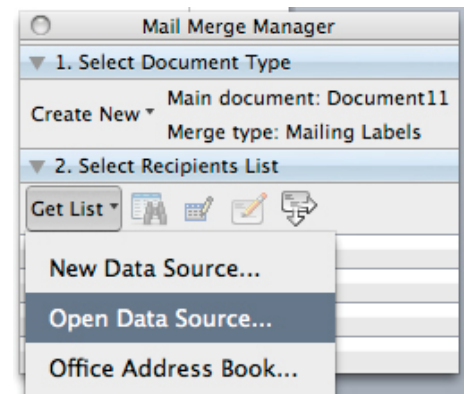 Mail Merge Manager
1. Select Document Type
Create New
Main document: Document11
Merge type: Mailing Labels
2. Select Recipients List
Get List
New Data Source...
Open Data Source...
Office Address Book...